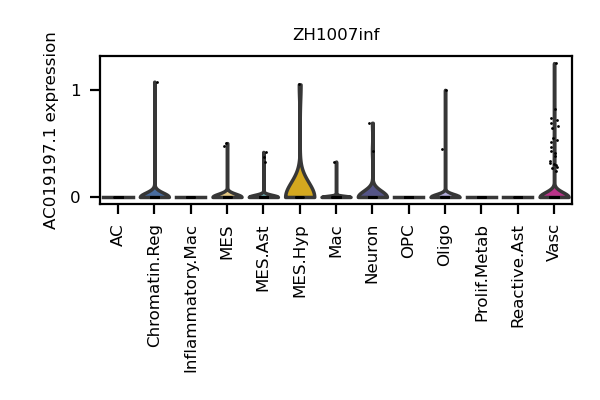 ZH1007inf
AC019197.1 expression
1
0
AC
Chromatin.Reg
Inflammatory.Mac
MES
MES.Ast
MES.Hyp
Mac
Neuron
OPC
Oligo
Prolif.Metab
Reactive.Ast
Vasc